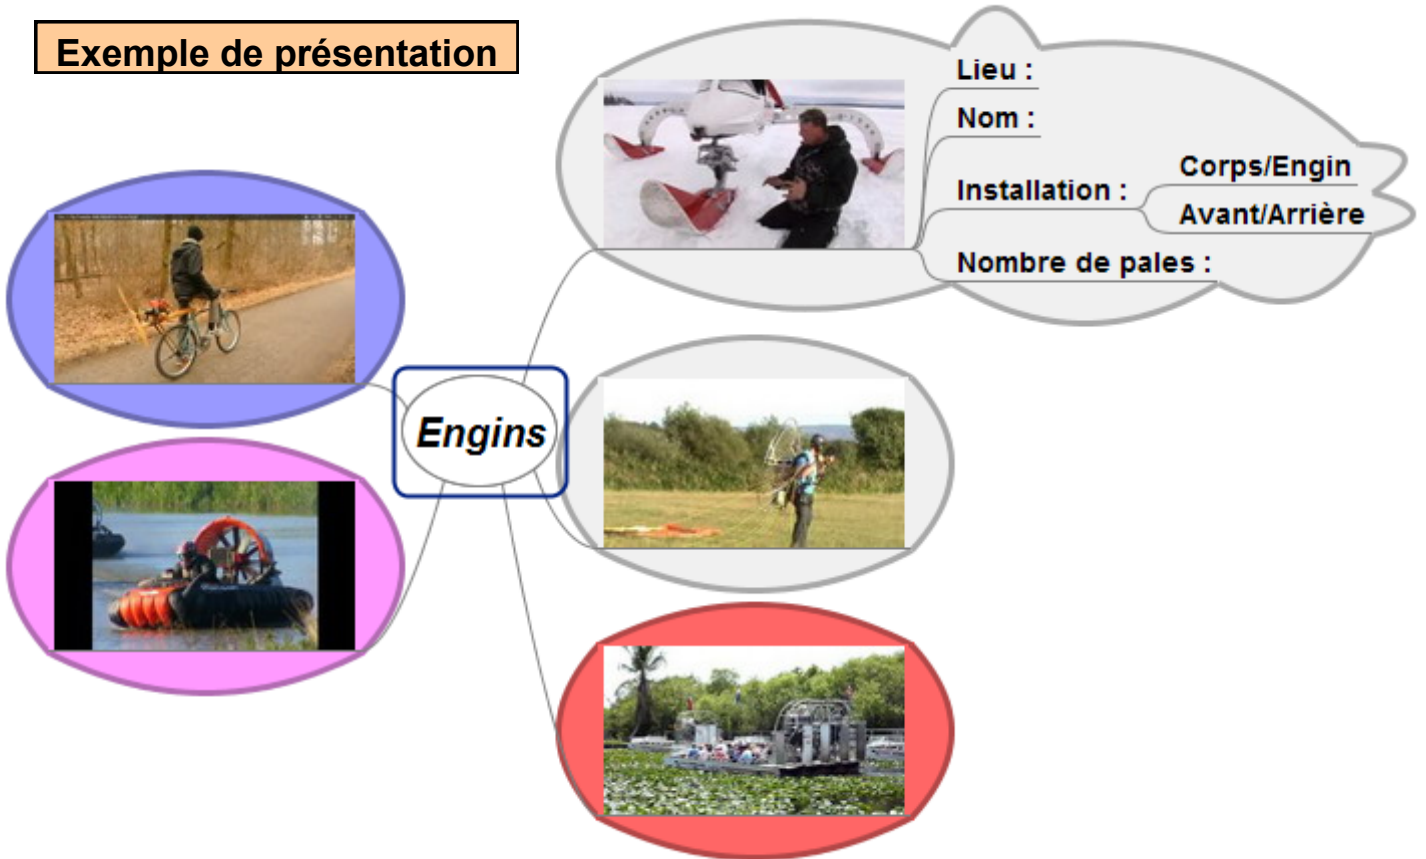 Exemple de présentation
Lieu :
Nom :
Installation :
Corps/Engin
Avant/Arrière
Nombre de pales :
Engins